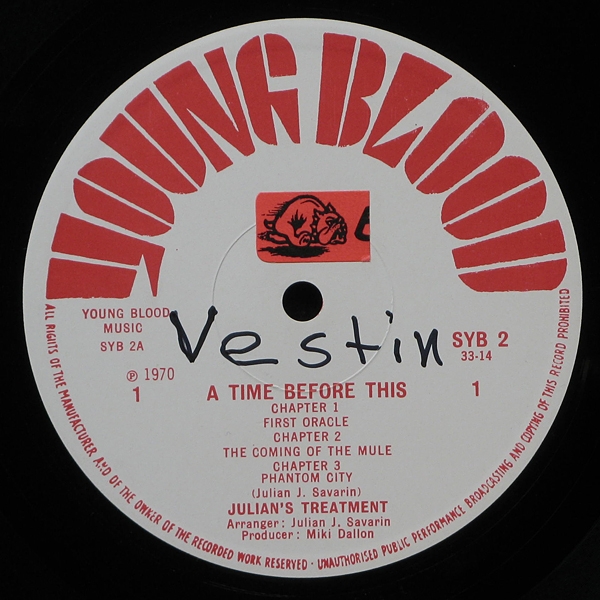 YOUNG BLOOD
YOUNG BLOOD
MUSIC
SYB 2A
Vestin
SYB 2
33-14
℗ 1970
1
A TIME BEFORE THIS
1
CHAPTER 1
FIRST ORACLE
CHAPTER 2
THE COMING OF THE MULE
CHAPTER 3
PHANTOM CITY
(Julian J. Savarin)
JULIAN'S TREATMENT
Arranger: Julian J. Savarin
Producer: Miki Dallon
ALL RIGHTS OF THE MANUFACTURER AND OF THE OWNER OF THE RECORDED WORK RESERVED · UNAUTHORISED PUBLIC PERFORMANCE BROADCASTING AND COPYING OF THIS RECORD PROHIBITED